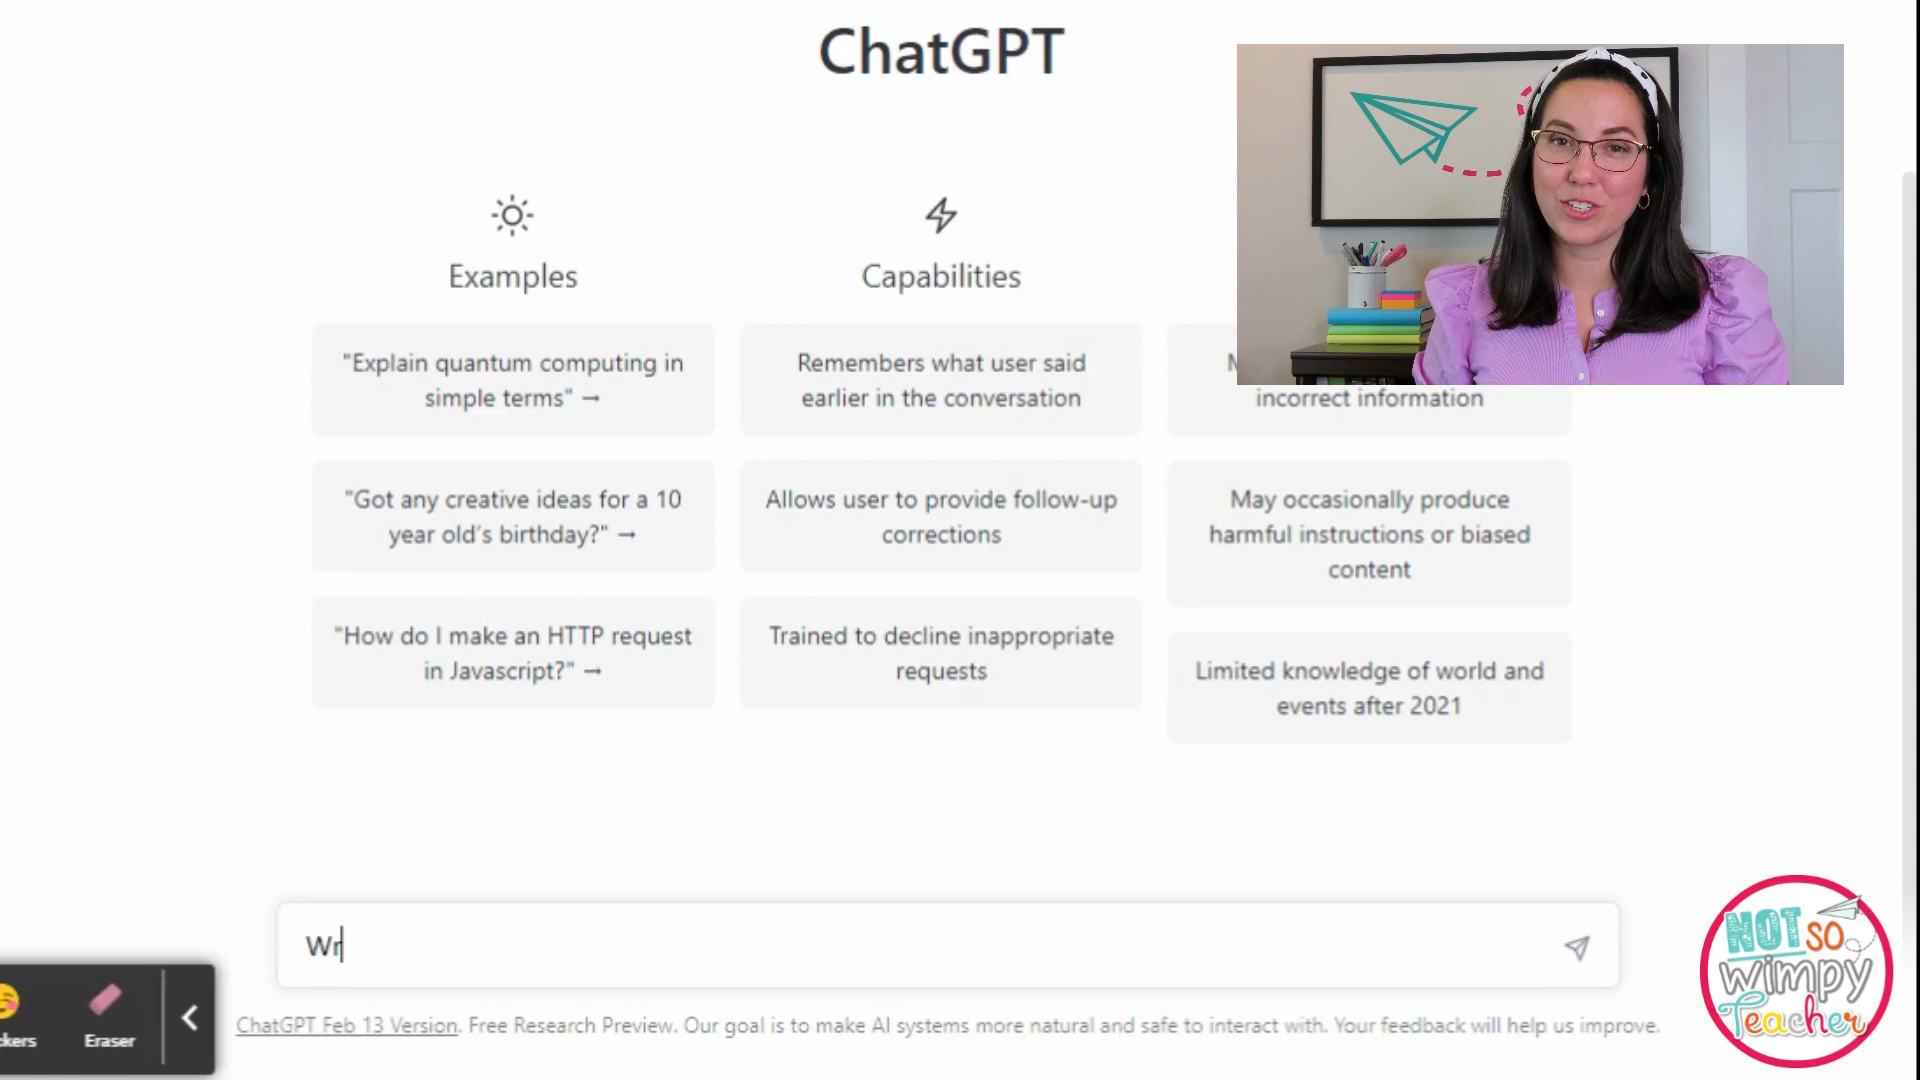 ChatGPT
Examples
"Explain quantum computing in
simple terms" →
"Got any creative ideas for a 10
year old's birthday?" →
"How do I make an HTTP request
in Javascript?" →
Capabilities
Remembers what user said
earlier in the conversation
Allows user to provide follow-up
corrections
Trained to decline inappropriate
requests
incorrect information
May occasionally produce
harmful instructions or biased
content
Limited knowledge of world and
events after 2021
Wr
Eraser
ChatGPT Feb 13 Version. Free Research Preview. Our goal is to make AI systems more natural and safe to interact with. Your feedback will help us improve.
NOT SO
wimpy
Teacher